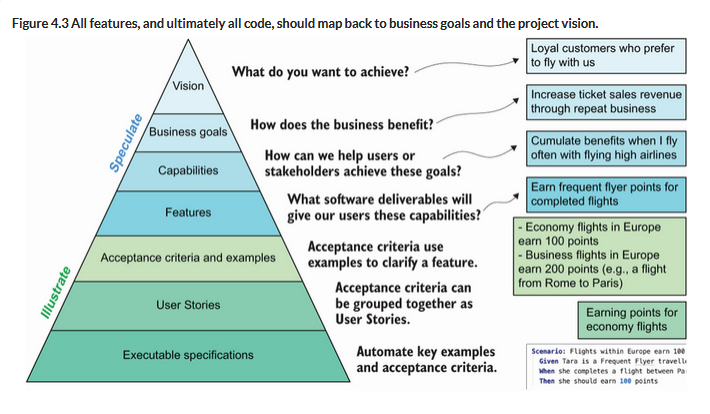 Figure 4.3 All features, and ultimately all code, should map back to business goals and the project vision.
Speculate
Illustrate
Vision
What do you want to achieve?
Loyal customers who prefer
to fly with us
Business goals
How does the business benefit?
Increase ticket sales revenue
through repeat business
Capabilities
How can we help users or
stakeholders achieve these goals?
Cumulate benefits when I fly
often with flying high airlines
Features
What software deliverables will
give our users these capabilities?
Earn frequent flyer points for
completed flights
Acceptance criteria and examples
Acceptance criteria use
examples to clarify a feature.
- Economy flights in Europe
earn 100 points
- Business flights in Europe
earn 200 points (e.g., a flight
from Rome to Paris)
User Stories
Acceptance criteria can
be grouped together as
User Stories.
Earning points for
economy flights
Executable specifications
Automate key examples
and acceptance criteria.
Scenario: Flights within Europe earn 100
Given Tara is a Frequent Flyer
When she completes a flight between
Then she should earn 100 points